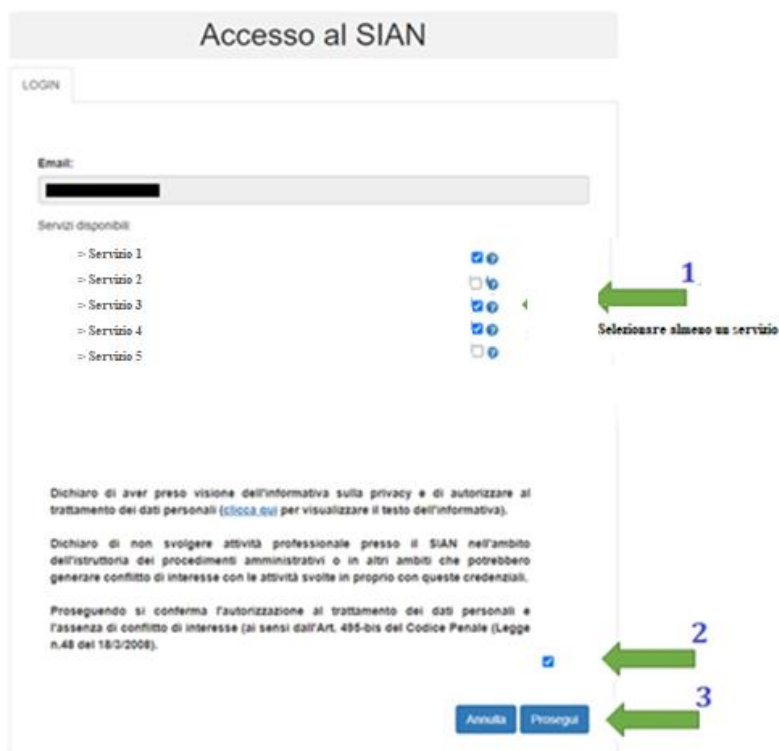 Accesso al SIAN
LOGIN
Email:
Servizi disponibili:
=> Servizio 1
=> Servizio 2
1
=> Servizio 3
=> Servizio 4
Selezionare almeno un servizio
=> Servizio 5
Dichiaro di aver preso visione dell'informativa sulla privacy e di autorizzare al
trattamento dei dati personali (clicca qui per visualizzare il testo dell'informativa).
Dichiaro di non svolgere attività professionale presso il SIAN nell'ambito
dell'istruttoria dei procedimenti amministrativi o in altri ambiti che potrebbero
generare conflitto di interesse con le attività svolte in proprio con queste credenziali.
Proseguendo si conferma l'autorizzazione al trattamento dei dati personali e
l'assenza di conflitto di interesse (ai sensi dall'Art. 495-bis del Codice Penale (Legge
n.48 del 18/3/2008).
2
3
Annulla Prosegui